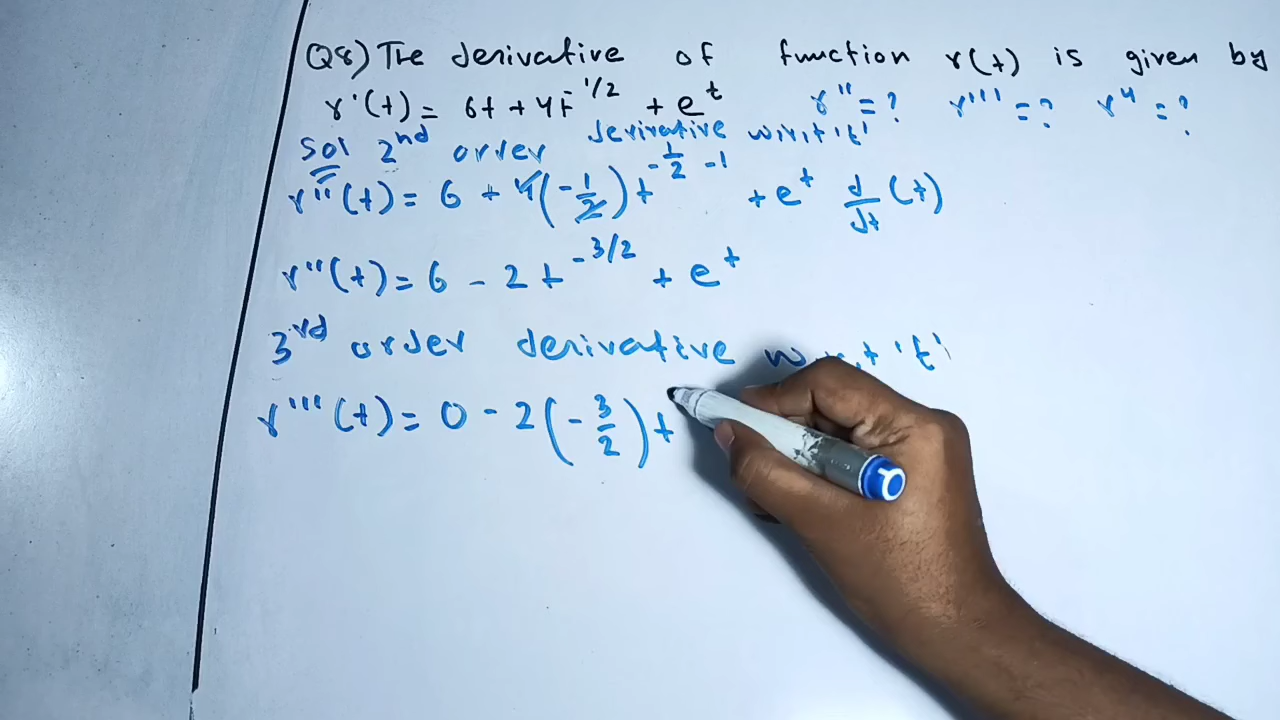 Q8) The derivative of function r(t) is given by
r'(t) = 6t + 4t^-1/2 + e^t r'' = ? r''' = ? r^4 = ?
Sol 2nd order derivative w.r.t 't'
r''(t) = 6 + 4(-1/2)t^-1/2 -1 + e^t d/dt (t)
r''(t) = 6 - 2t^-3/2 + e^t
3rd order derivative w.r.t 't'
r'''(t) = 0 - 2(-3/2)t